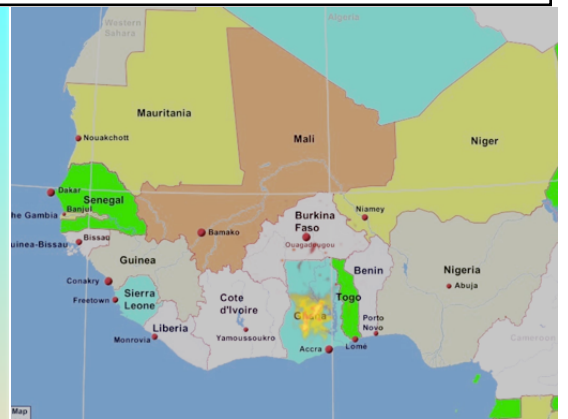 Western
Sahara
Algeria
Mauritania
Nouakchott
Mali
Niger
Dakar
Senegal
Banjul
he Gambia
Niamey
Burkina
Faso
Ouagadougou
Bissau
uinea-Bissau
Bamako
Guinea
Benin
Nigeria
Abuja
Conakry
Freetown
Sierra
Leone
Cote
d'Ivoire
Togo
Ghana
Porto
Novo
Liberia
Monrovia
Yamoussoukro
Accra
Lome
Cameroon
Map